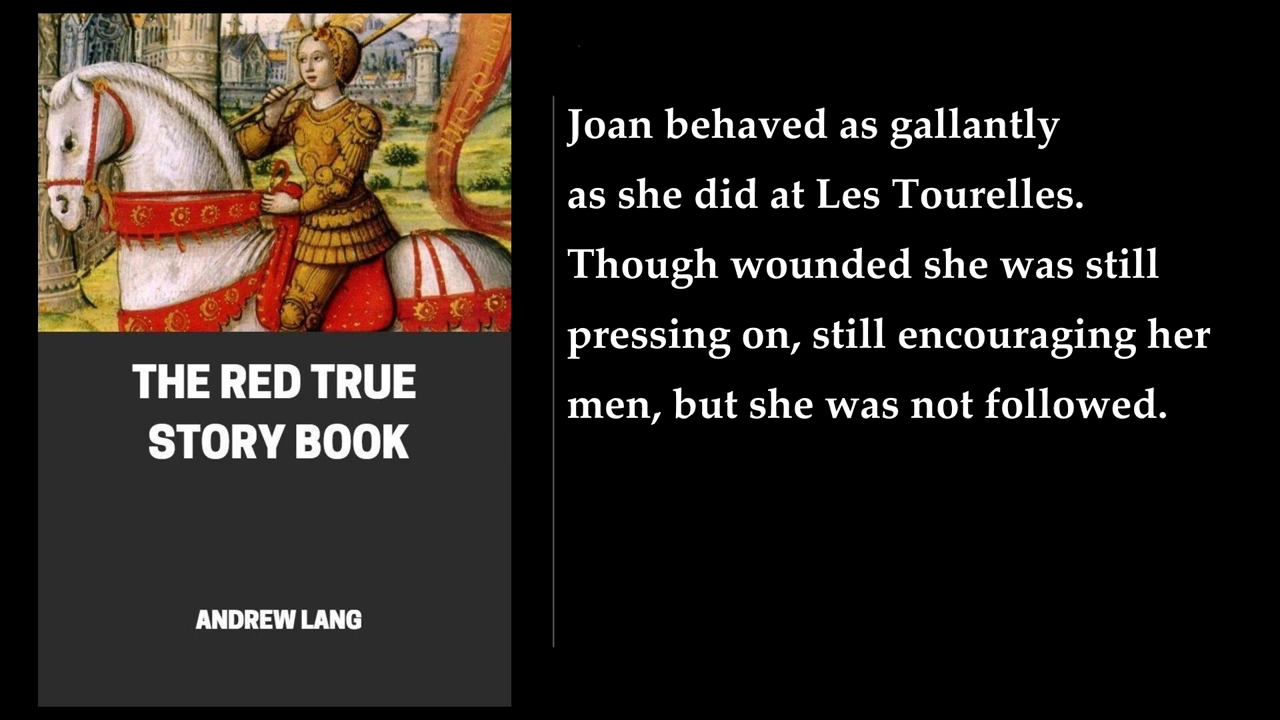 THE RED TRUE
STORY BOOK
ANDREW LANG
Joan behaved as gallantly
as she did at Les Tourelles.
Though wounded she was still
pressing on, still encouraging her
men, but she was not followed.